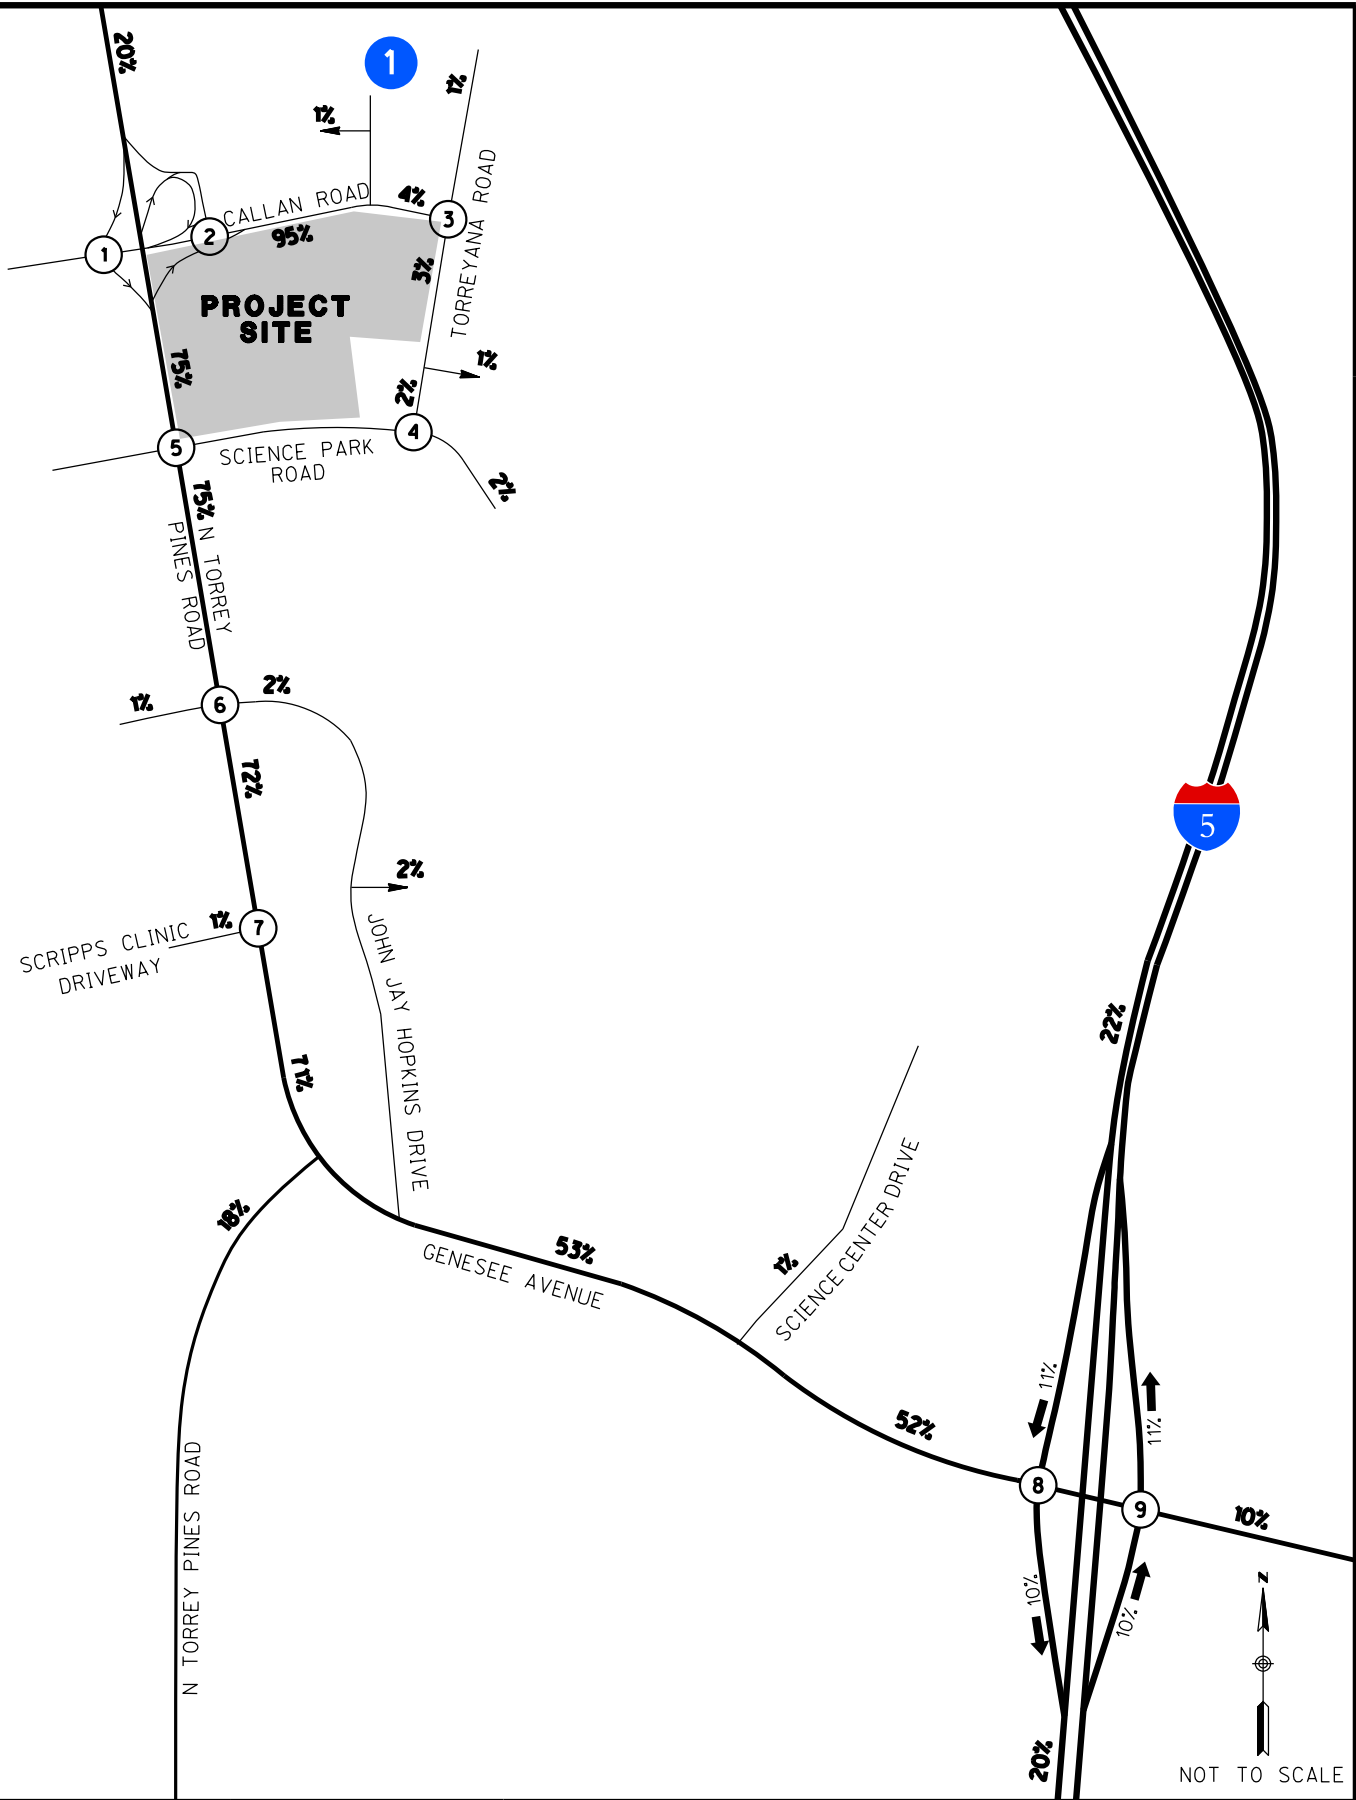 20%
1
1%
1%
CALLAN ROAD
4%
3
2
95%
1
3%
TORREYANA ROAD
PROJECT
SITE
75%
1%
2%
5
4
SCIENCE PARK
ROAD
2%
75%
N TORREY
PINES ROAD
1%
6
2%
72%
5
2%
1%
7
SCRIPPS CLINIC
DRIVEWAY
JOHN JAY HOPKINS DRIVE
22%
71%
18%
53%
GENESEE AVENUE
1%
SCIENCE CENTER DRIVE
11%
11%
52%
8
9
10%
N TORREY PINES ROAD
10%
10%
N
20%
NOT TO SCALE